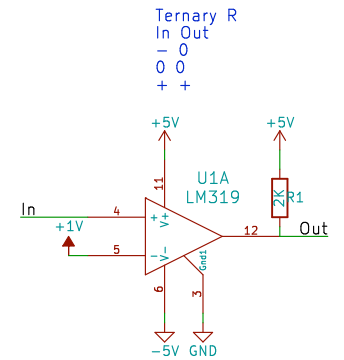 Ternary R
In Out
- 0
0 0
+ +
+5V
+5V
11
U1A
LM319
V+
2K
R1
In
4
+
+1V
12
Out
5
-
V-
Gnd1
6
3
-5V
GND